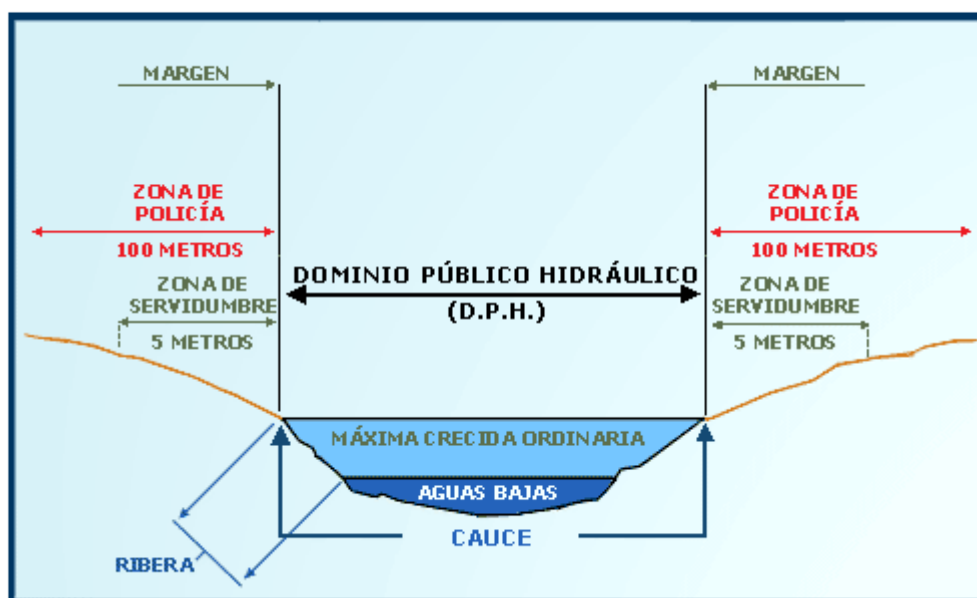 MARGEN
MARGEN
ZONA DE
POLICÍA
100 METROS
ZONA DE
POLICÍA
100 METROS
DOMINIO PÚBLICO HIDRÁULICO
(D.P.H.)
ZONA DE
SERVIDUMBRE
5 METROS
ZONA DE
SERVIDUMBRE
5 METROS
MÁXIMA CRECIDA ORDINARIA
AGUAS BAJAS
CAUCE
RIBERA